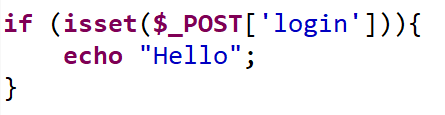 if (isset($_POST['login'])){
    echo "Hello";
}